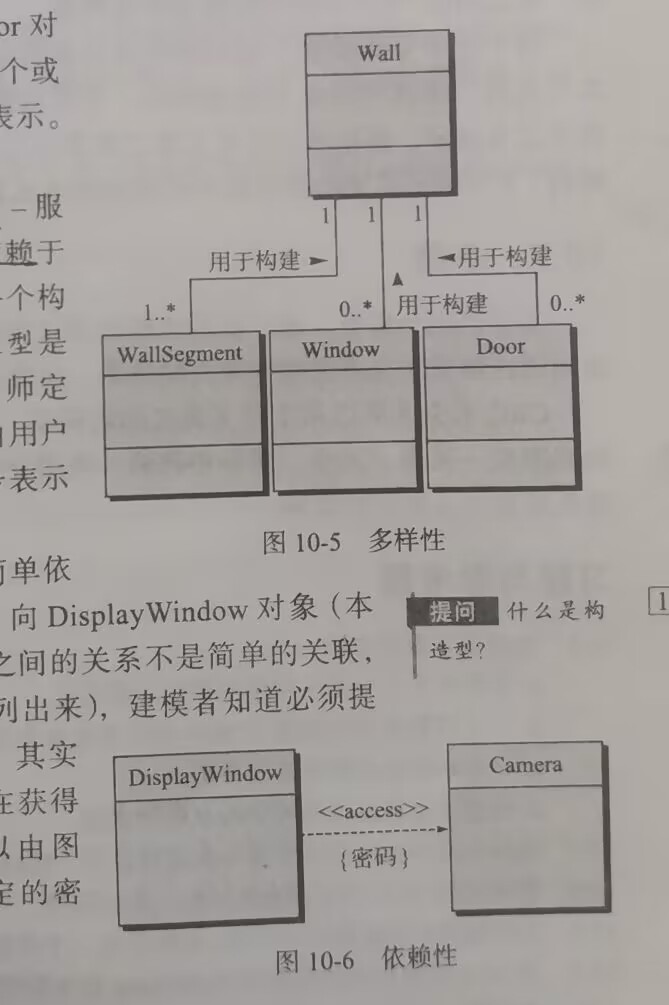 or 对
个或
表示。
–服
赖于
个构
型是
师定
用户
表示
Wall
1
1
1
用于构建 ►
◄用于构建
▲
用于构建
1..*
0..*
0..*
WallSegment
Window
Door
图 10-5 多样性
简单依
向 DisplayWindow 对象（本
之间的关系不是简单的关联，
列出来），建模者知道必须提
其实
在获得
以由图
定的密
提问 什么是构
造型?
1
DisplayWindow
<<access>>
{密码}
Camera
图 10-6 依赖性